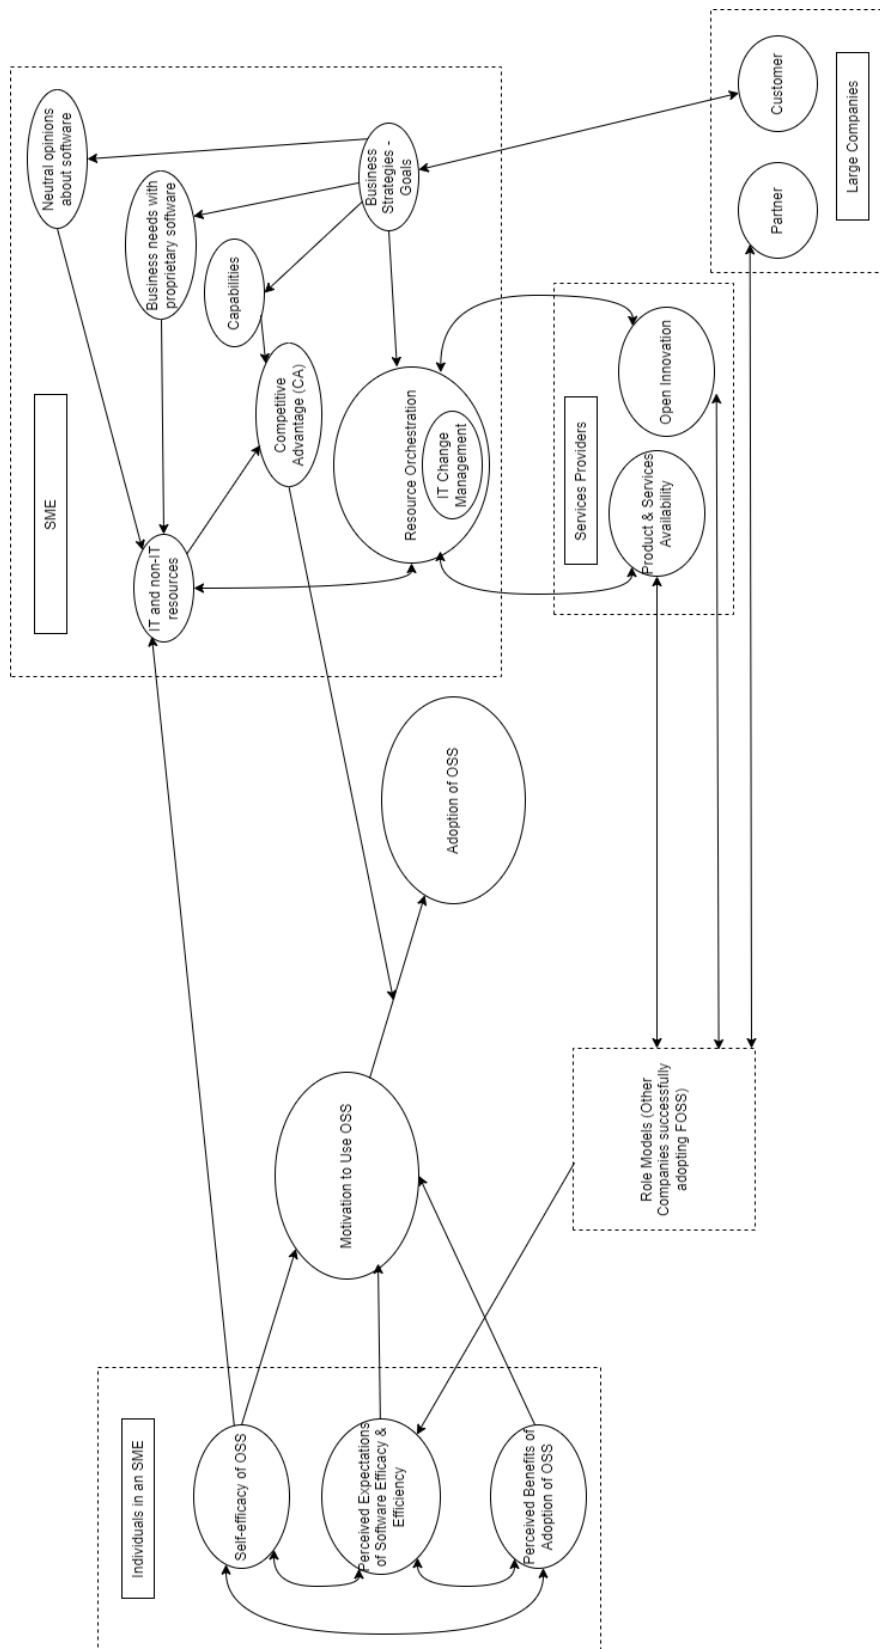 Individuals in an SME
Self-efficacy of OSS
Perceived Expectations
of Software Efficacy &
Efficiency
Perceived Benefits of
Adoption of OSS
Motivation to Use OSS
Role Models (Other
Companies successfully
adopting FOSS)
Adoption of OSS
SME
Neutral opinions
about software
Business needs with
proprietary software
IT and non-IT
resources
Capabilities
Competitive
Advantage (CA)
Business
Strategies -
Goals
Resource Orchestration
IT Change
Management
Services Providers
Product & Services
Availability
Open Innovation
Large Companies
Partner
Customer